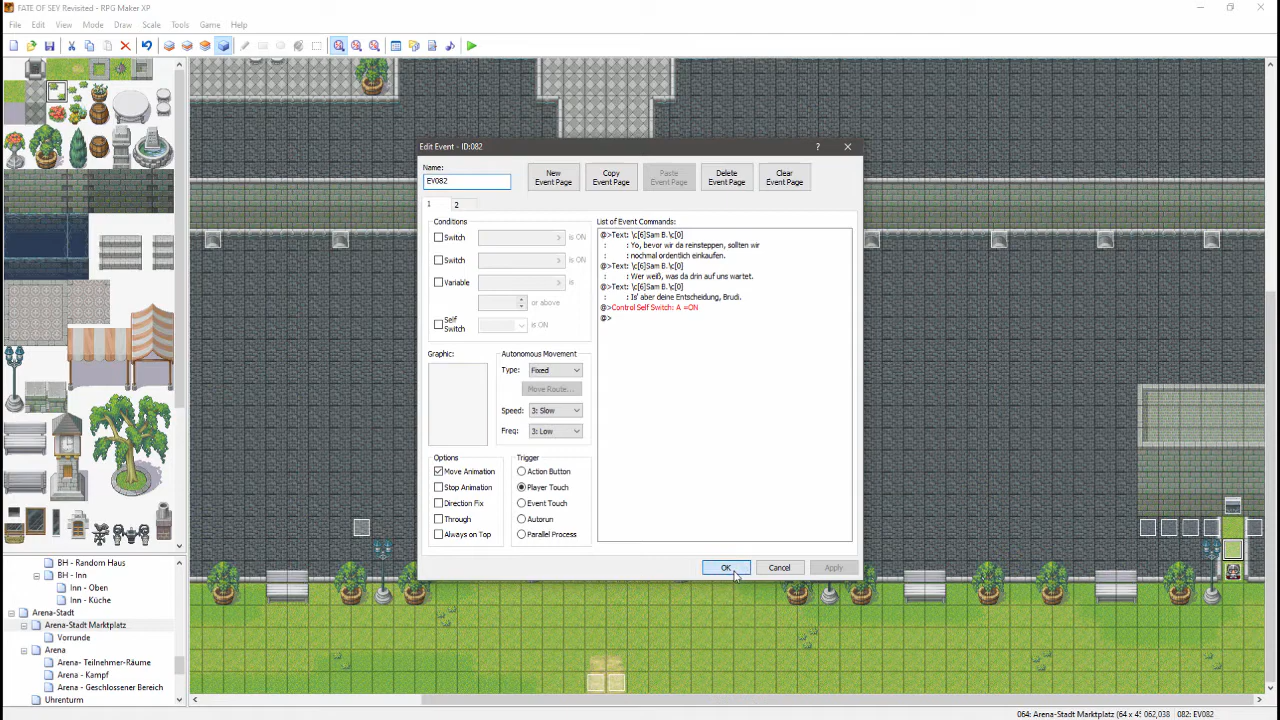 FATE OF SEY Revisited - RPG Maker XP
File Edit View Mode Draw Scale Tools Game Help
Edit Event - ID:082
?
Name:
EV082
New
Event Page
Copy
Event Page
Paste
Event Page
Delete
Event Page
Clear
Event Page
1 2
Conditions
Switch > is ON
Switch > is ON
Variable > is
or above
Self
Switch
is ON
Graphic:
Autonomous Movement
Type: Fixed
Move Route...
Speed: 3: Slow
Freq: 3: Low
Options
Move Animation
Stop Animation
Direction Fix
Through
Always on Top
Trigger
Action Button
Player Touch
Event Touch
Autorun
Parallel Process
List of Event Commands:
@>Text: \c[6]Sam B. \c[0]
: : Yo, bevor wir da reinsteppen, sollten wir
: : nochmal ordentlich einkaufen.
@>Text: \c[6]Sam B. \c[0]
: : Wer weiß, was da drin auf uns wartet.
@>Text: \c[6]Sam B. \c[0]
: : Is' aber deine Entscheidung, Brudi.
@>Control Self Switch: A =ON
@>
OK Cancel Apply
BH - Random Haus
BH - Inn
Inn - Oben
Inn - Küche
Arena-Stadt
Arena-Stadt Marktplatz
Vorrunde
Arena
Arena- Teilnehmer-Räume
Arena - Kampf
Arena - Geschlossener Bereich
Uhrenturm
064: Arena-Stadt Marktplatz (64 x 45 062,038 082: EV082